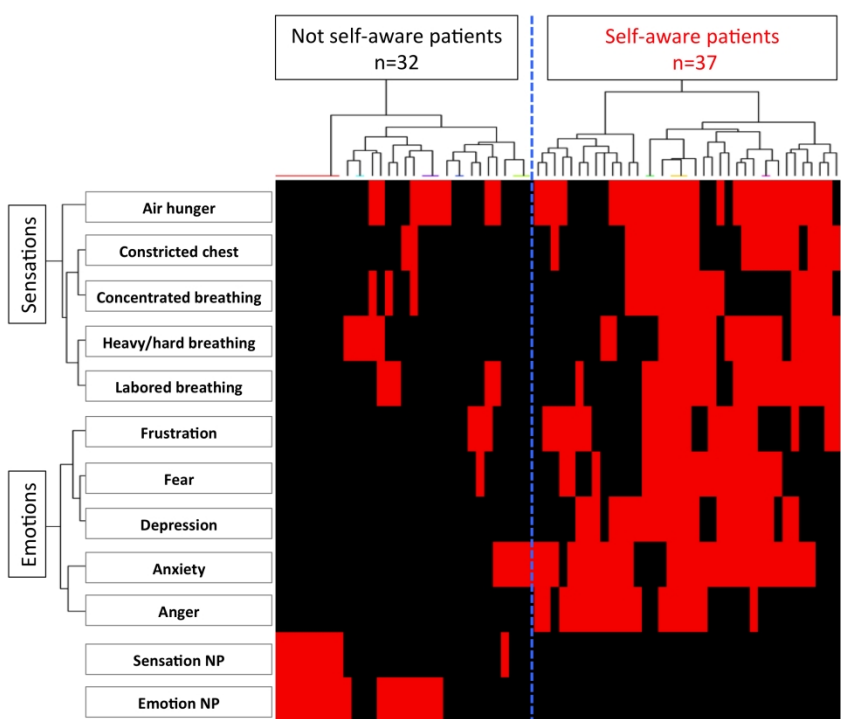 Not self-aware patients
n=32
Self-aware patients
n=37
Sensations
Air hunger
Constricted chest
Concentrated breathing
Heavy/hard breathing
Labored breathing
Emotions
Frustration
Fear
Depression
Anxiety
Anger
Sensation NP
Emotion NP